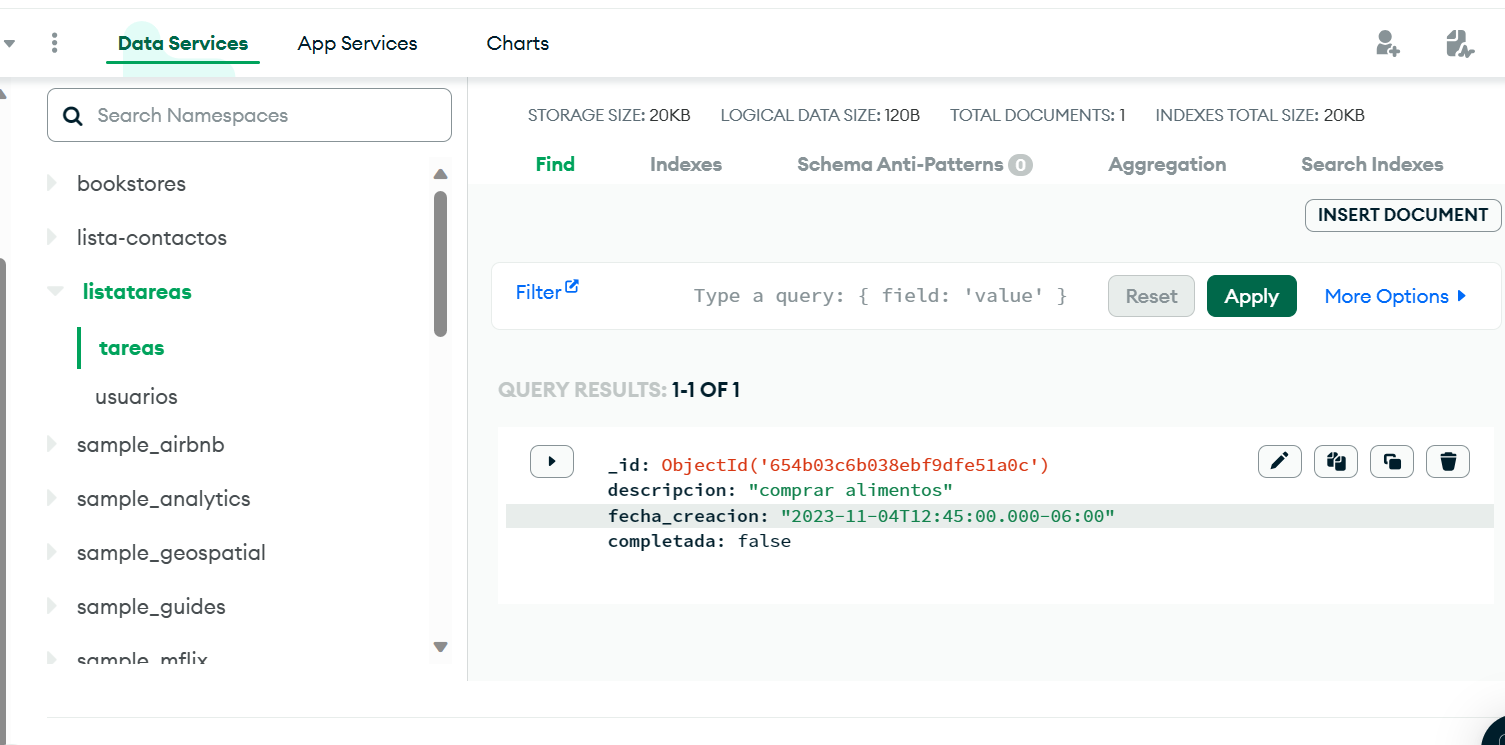 Data Services App Services Charts
Search Namespaces
bookstores
lista-contactos
listatareas
tareas
usuarios
sample_airbnb
sample_analytics
sample_geospatial
sample_guides
sample_mflix
STORAGE SIZE: 20KB LOGICAL DATA SIZE: 120B TOTAL DOCUMENTS: 1 INDEXES TOTAL SIZE: 20KB
Find Indexes Schema Anti-Patterns 0 Aggregation Search Indexes
INSERT DOCUMENT
Filter Type a query: { field: 'value' } Reset Apply More Options
QUERY RESULTS: 1-1 OF 1
_id: ObjectId('654b03c6b038ebf9dfe51a0c')
descripcion: "comprar alimentos"
fecha_creacion: "2023-11-04T12:45:00.000-06:00"
completada: false